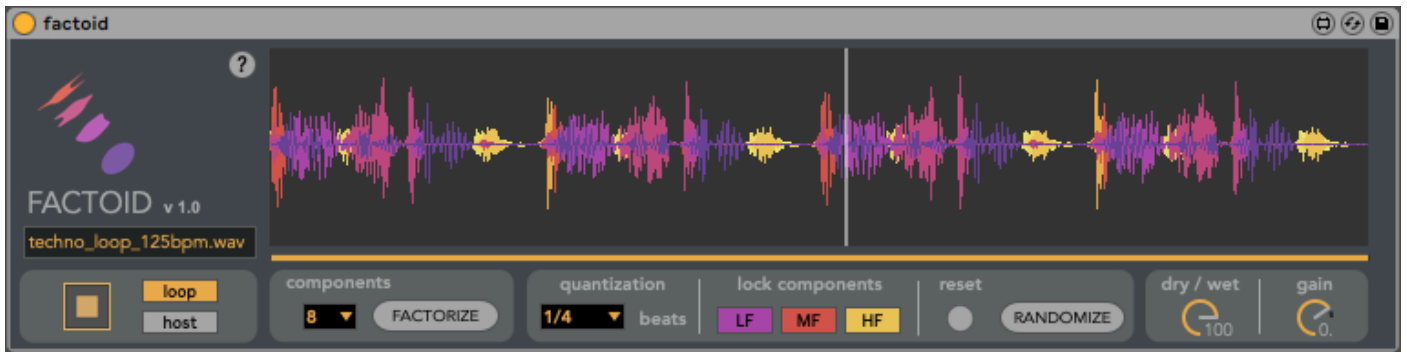 factoid
?
FACTOID v 1.0
techno_loop_125bpm.wav
loop
host
components
8
FACTORIZE
quantization
1/4
beats
lock components
LF
MF
HF
reset
RANDOMIZE
dry / wet
100
gain
0.